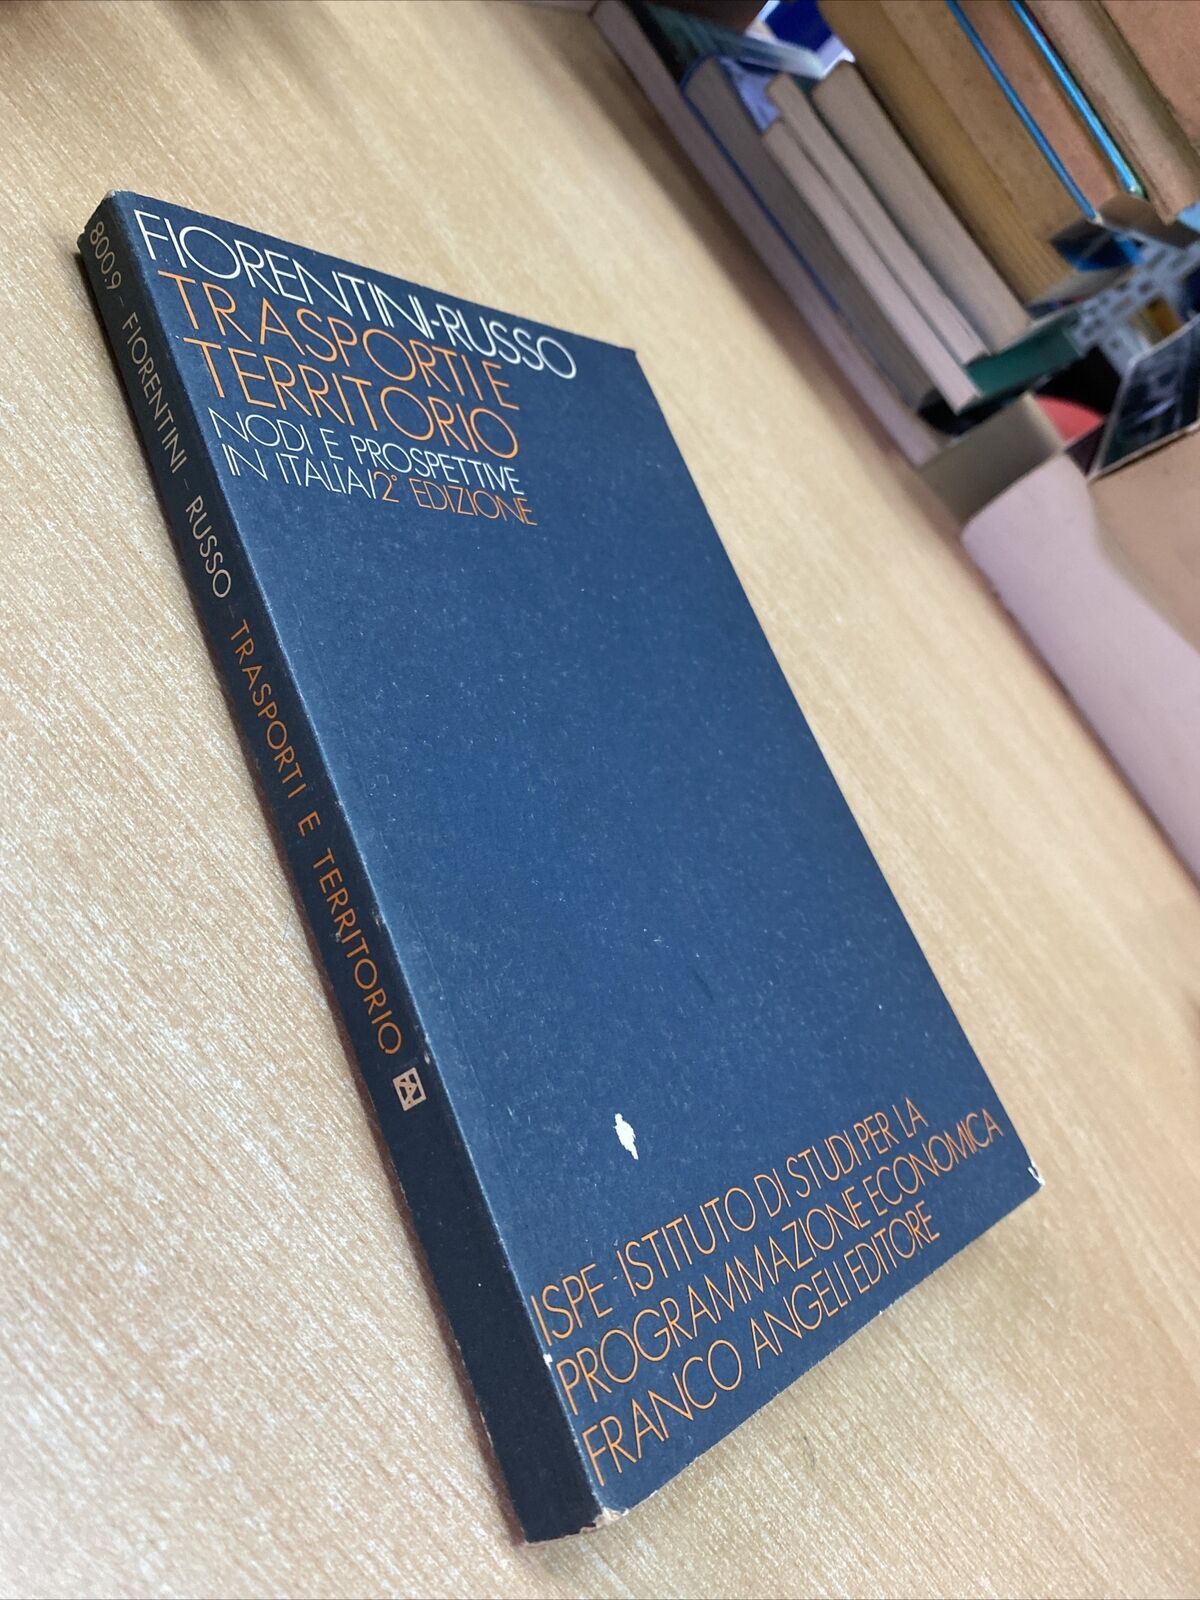 FIORENTINI-RUSSO
TRASPORTI E
TERRITORIO
NODI E PROSPETTIVE
IN ITALIA/2° EDIZIONE
ISPE-ISTITUTO DI STUDI PER LA
PROGRAMMAZIONE ECONOMICA
FRANCO ANGELI EDITORE
800.9 - FIORENTINI - RUSSO - TRASPORTI E TERRITORIO